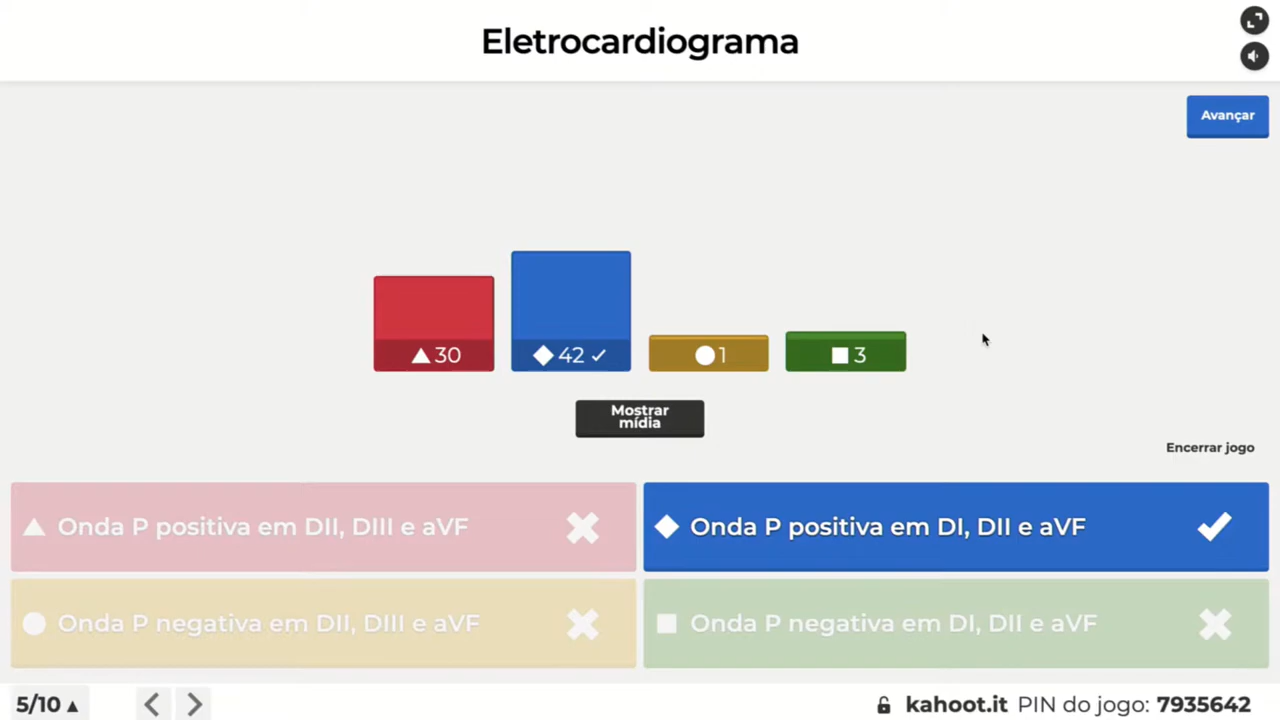 Eletrocardiograma
Avançar
30
42
1
3
Mostrar
mídia
Encerrar jogo
Onda P positiva em DII, DIII e aVF
Onda P positiva em DI, DII e aVF
Onda P negativa em DII, DIII e aVF
Onda P negativa em DI, DII e aVF
5/10
kahoot.it PIN do jogo: 7935642